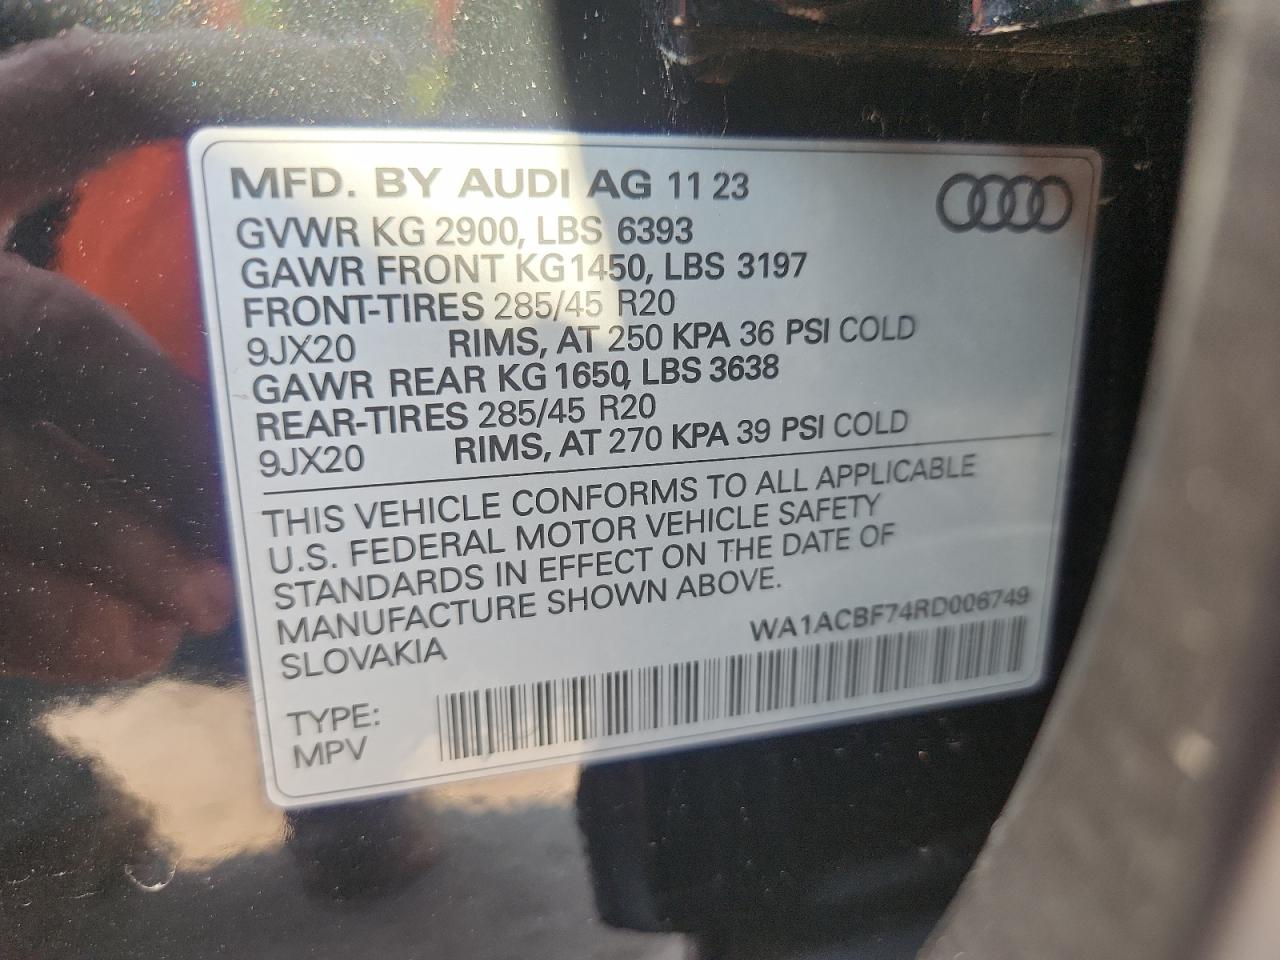 MFD. BY AUDI AG 11 23
GVWR KG 2900, LBS 6393
GAWR FRONT KG 1450, LBS 3197
FRONT-TIRES 285/45 R20
9JX20 RIMS, AT 250 KPA 36 PSI COLD
GAWR REAR KG 1650, LBS 3638
REAR-TIRES 285/45 R20
9JX20 RIMS, AT 270 KPA 39 PSI COLD
THIS VEHICLE CONFORMS TO ALL APPLICABLE
U.S. FEDERAL MOTOR VEHICLE SAFETY
STANDARDS IN EFFECT ON THE DATE OF
MANUFACTURE SHOWN ABOVE.
SLOVAKIA
WA1ACBF74RD006749
TYPE:
MPV